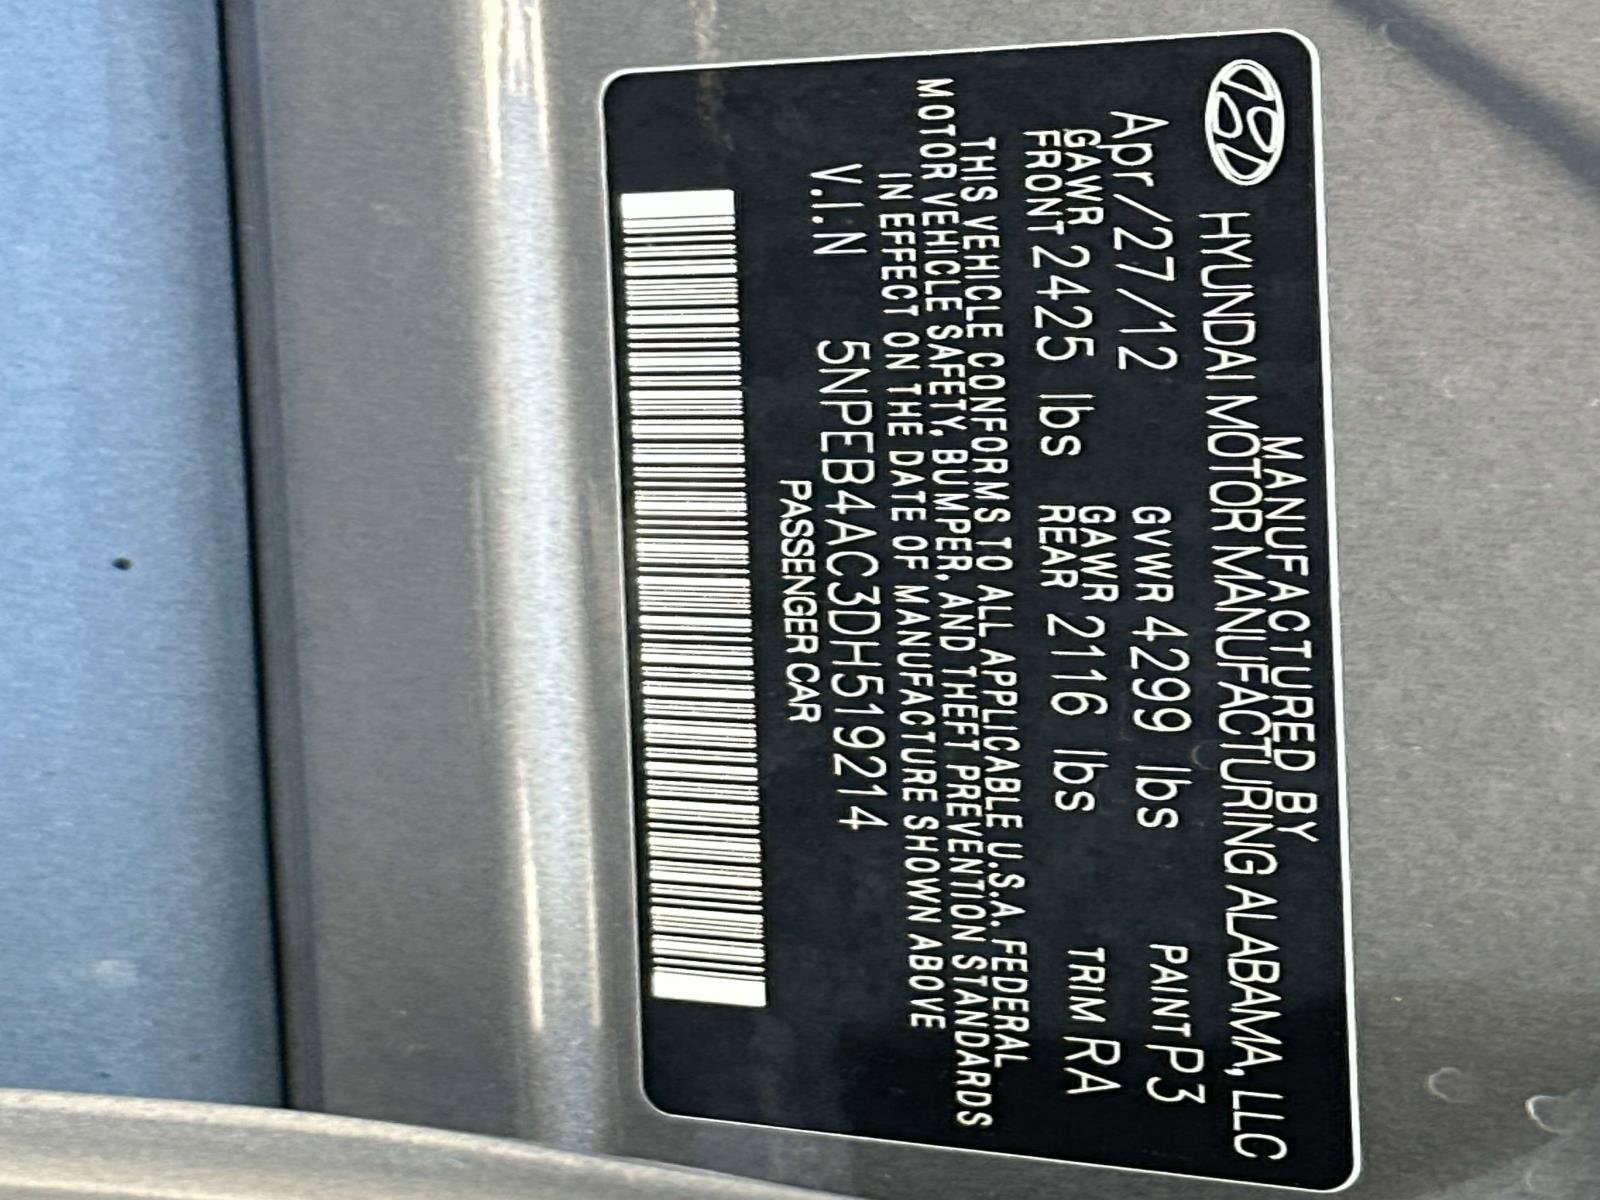 MANUFACTURED BY
HYUNDAI MOTOR MANUFACTURING ALABAMA, LLC
Apr/27/12 GVWR 4299 lbs PAINT P3
GAWR FRONT 2425 lbs GAWR REAR 2116 lbs TRIM RA
THIS VEHICLE CONFORMS TO ALL APPLICABLE U.S.A. FEDERAL
MOTOR VEHICLE SAFETY, BUMPER, AND THEFT PREVENTION STANDARDS
IN EFFECT ON THE DATE OF MANUFACTURE SHOWN ABOVE
V.I.N 5NPEB4AC3DH519214
PASSENGER CAR